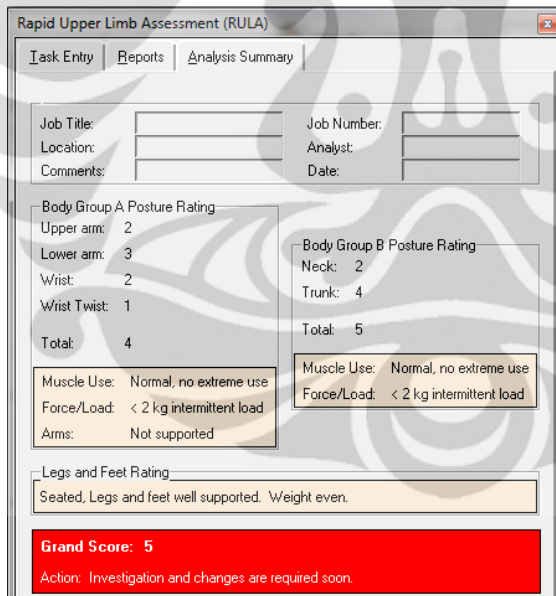 Rapid Upper Limb Assessment (RULA)
Task Entry Reports Analysis Summary
Job Title: Job Number:
Location: Analyst:
Comments: Date:
Body Group A Posture Rating
Upper arm: 2
Lower arm: 3
Wrist: 2
Wrist Twist: 1
Total: 4
Muscle Use: Normal, no extreme use
Force/Load: < 2 kg intermittent load
Arms: Not supported
Body Group B Posture Rating
Neck: 2
Trunk: 4
Total: 5
Muscle Use: Normal, no extreme use
Force/Load: < 2 kg intermittent load
Legs and Feet Rating
Seated, Legs and feet well supported. Weight even.
Grand Score: 5
Action: Investigation and changes are required soon.